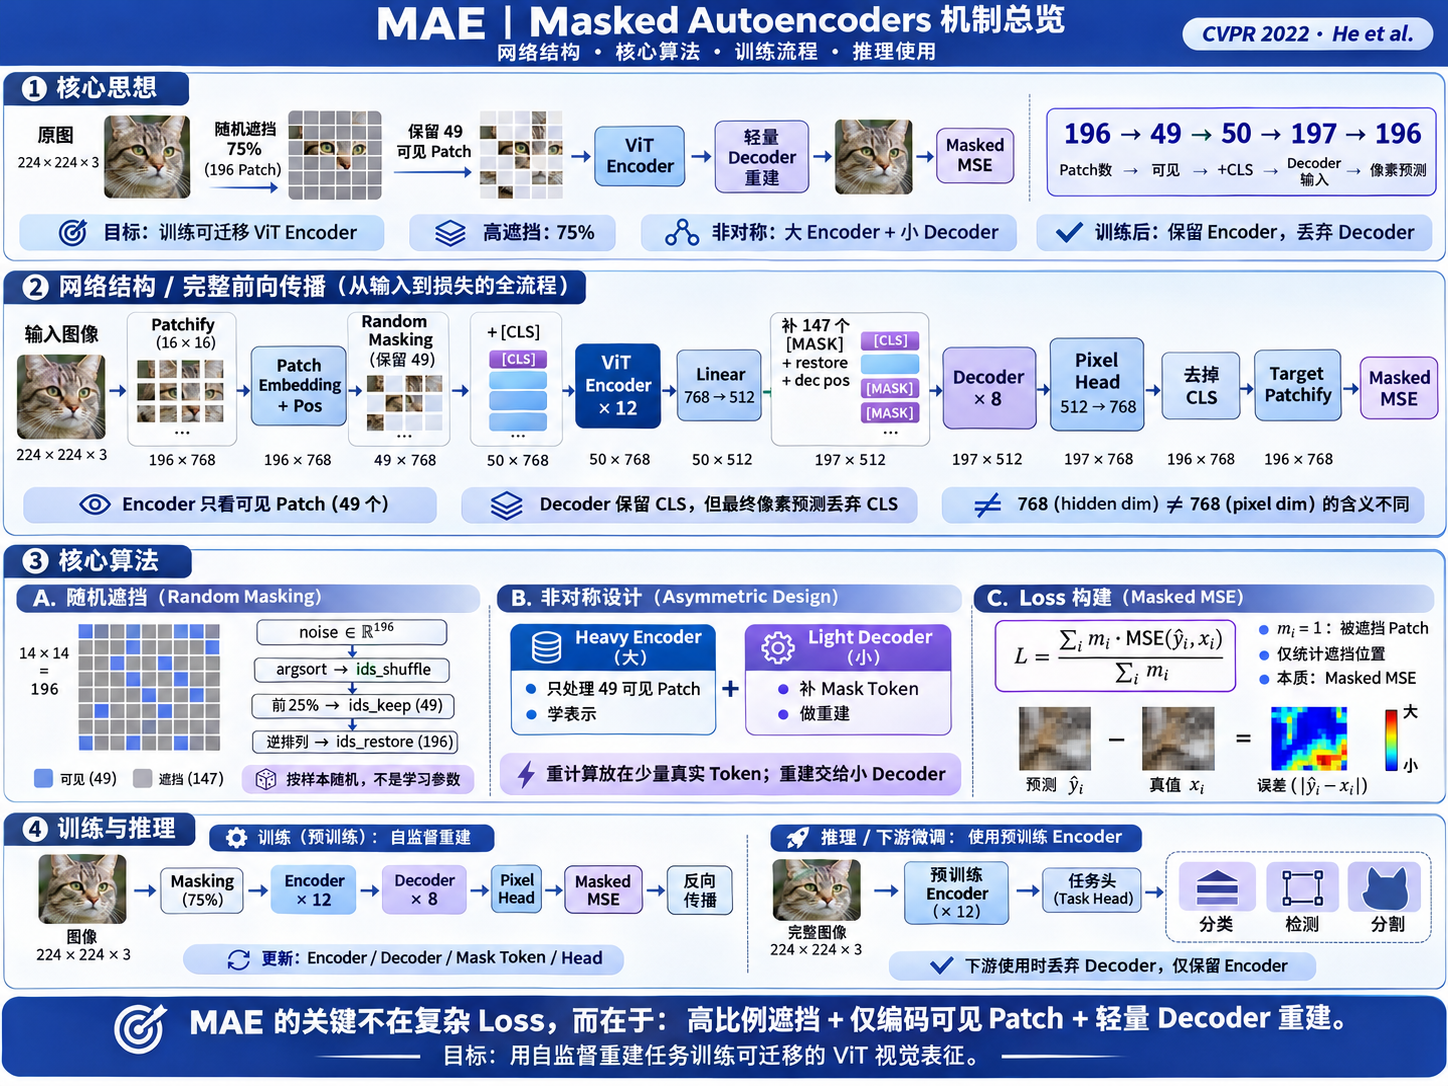 MAE | Masked Autoencoders 机制总览
网络结构 • 核心算法 • 训练流程 • 推理使用
CVPR 2022 · He et al.
1 核心思想
原图
224×224×3
随机遮挡
75%
(196 Patch)
保留 49
可见 Patch
ViT
Encoder
轻量
Decoder
重建
Masked
MSE
196 → 49 → 50 → 197 → 196
Patch数 → 可见 → +CLS → Decoder 输入 → 像素预测
目标：训练可迁移 ViT Encoder
高遮挡：75%
非对称：大 Encoder + 小 Decoder
训练后：保留 Encoder，丢弃 Decoder
2 网络结构 / 完整前向传播（从输入到损失的全流程）
输入图像
224×224×3
Patchify
(16×16)
...
196×768
Patch
Embedding
+ Pos
196×768
Random
Masking
(保留 49)
...
49×768
+ [CLS]
[CLS]
...
50×768
ViT
Encoder
× 12
50×768
Linear
768 → 512
50×512
补 147 个
[MASK]
+ restore
+ dec pos
[CLS]
[MASK]
[MASK]
...
197×512
Decoder
× 8
197×512
Pixel
Head
512 → 768
197×768
去掉
CLS
196×768
Target
Patchify
196×768
Masked
MSE
Encoder 只看可见 Patch（49 个）
Decoder 保留 CLS，但最终像素预测丢弃 CLS
≠ 768 (hidden dim) ≠ 768 (pixel dim) 的含义不同
3 核心算法
A. 随机遮挡（Random Masking）
14×14
=
196
noise ∈ ℝ¹⁹⁶
argsort → ids_shuffle
前25% → ids_keep (49)
逆排列 → ids_restore (196)
可见 (49)
遮挡 (147)
按样本随机，不是学习参数
B. 非对称设计（Asymmetric Design）
Heavy Encoder
（大）
• 只处理 49 可见 Patch
• 学表示
+
Light Decoder
（小）
• 补 Mask Token
• 做重建
重计算放在少量真实 Token；重建交给小 Decoder
C. Loss 构建（Masked MSE）
L = ∑ᵢ mᵢ · MSE(ŷᵢ, xᵢ) / ∑ᵢ mᵢ
• mᵢ = 1：被遮挡 Patch
• 仅统计遮挡位置
• 本质：Masked MSE
− =
大
小
预测 ŷᵢ
真值 xᵢ
误差 (|ŷᵢ − xᵢ|)
4 训练与推理
训练（预训练）：自监督重建
图像
224×224×3
Masking
(75%)
Encoder
× 12
Decoder
× 8
Pixel
Head
Masked
MSE
反向
传播
更新：Encoder / Decoder / Mask Token / Head
推理 / 下游微调：使用预训练 Encoder
完整图像
224×224×3
预训练
Encoder
(× 12)
任务头
(Task Head)
分类
检测
分割
下游使用时丢弃 Decoder，仅保留 Encoder
MAE 的关键不在复杂 Loss，而在于：高比例遮挡 + 仅编码可见 Patch + 轻量 Decoder 重建。
目标：用自监督重建任务训练可迁移的 ViT 视觉表征。